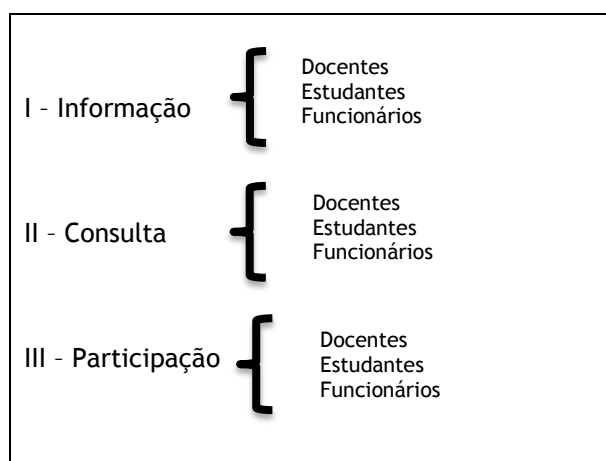 I – Informação
Docentes
Estudantes
Funcionários
II – Consulta
Docentes
Estudantes
Funcionários
III – Participação
Docentes
Estudantes
Funcionários